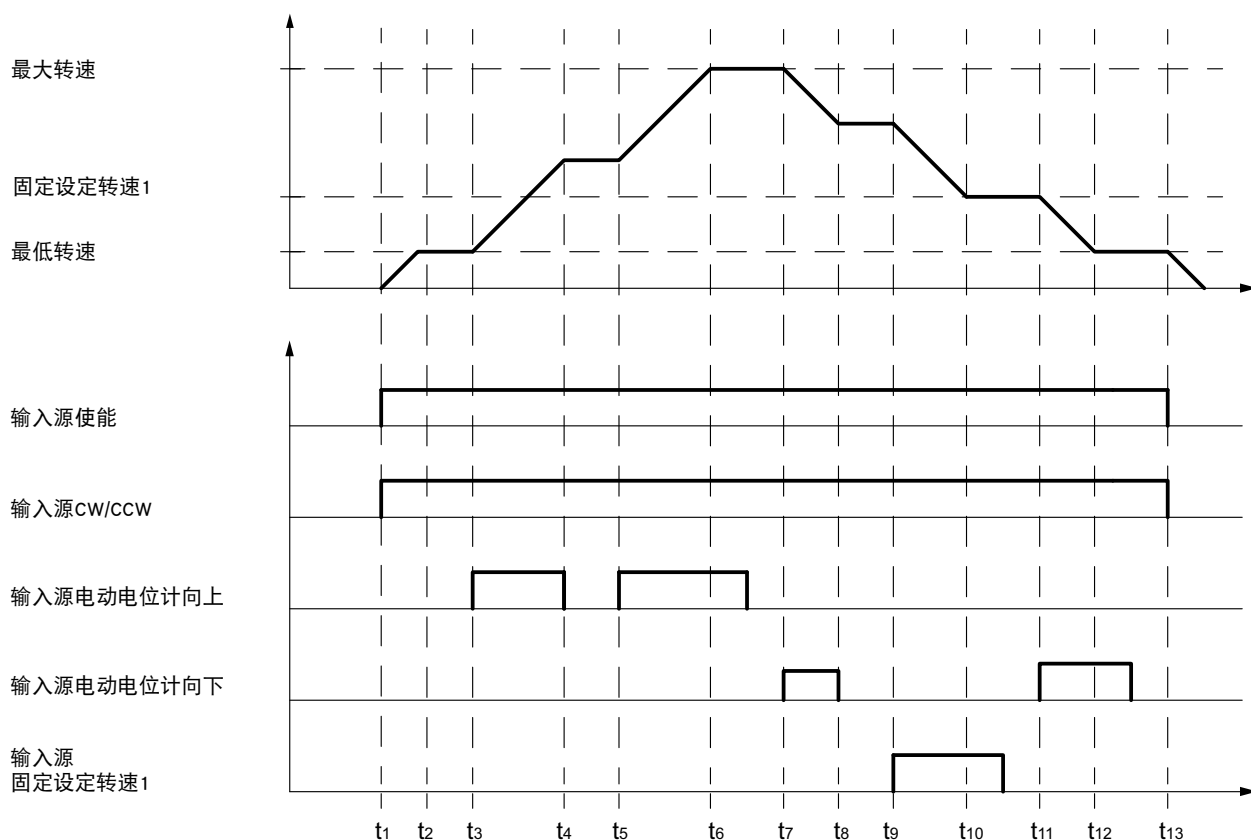 最大转速
固定设定转速1
最低转速
输入源使能
输入源CW/CCW
输入源电动电位计向上
输入源电动电位计向下
输入源
固定设定转速1
t1 t2 t3 t4 t5 t6 t7 t8 t9 t10 t11 t12 t13